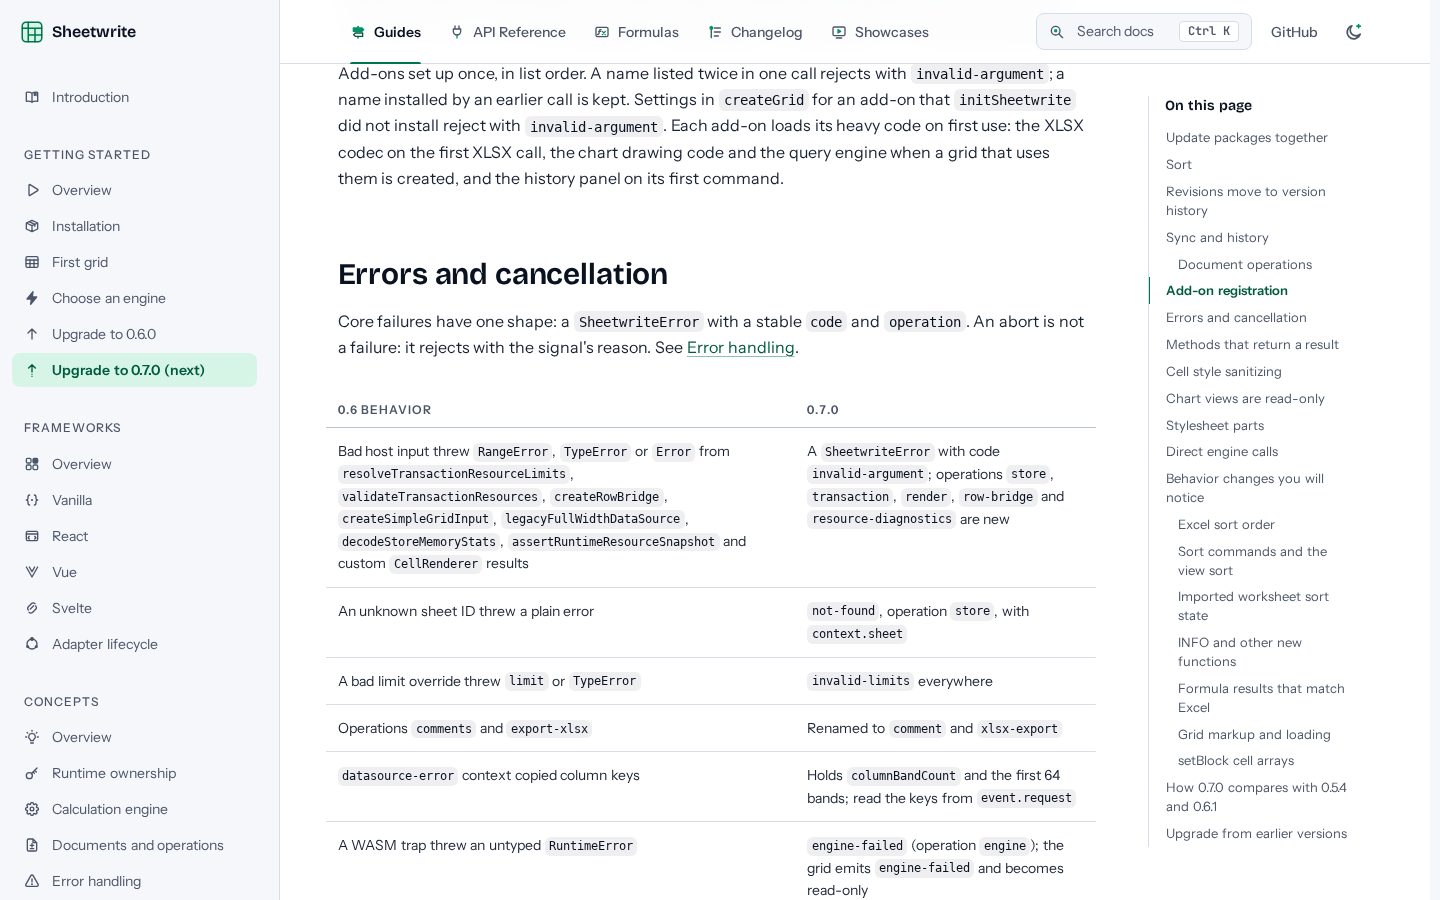 Sheetwrite
Guides
API Reference
Formulas
Changelog
Showcases
Search docs
Ctrl K
GitHub
Introduction
GETTING STARTED
Overview
Installation
First grid
Choose an engine
Upgrade to 0.6.0
Upgrade to 0.7.0 (next)
FRAMEWORKS
Overview
Vanilla
React
Vue
Svelte
Adapter lifecycle
CONCEPTS
Overview
Runtime ownership
Calculation engine
Documents and operations
Error handling
Add-ons set up once, in list order. A name listed twice in one call rejects with invalid-argument; a
name installed by an earlier call is kept. Settings in createGrid for an add-on that initSheetwrite
did not install reject with invalid-argument. Each add-on loads its heavy code on first use: the XLSX
codec on the first XLSX call, the chart drawing code and the query engine when a grid that uses
them is created, and the history panel on its first command.
Errors and cancellation
Core failures have one shape: a SheetwriteError with a stable code and operation. An abort is not
a failure: it rejects with the signal's reason. See Error handling.
0.6 BEHAVIOR
0.7.0
Bad host input threw RangeError, TypeError or Error from
resolveTransactionResourceLimits,
validateTransactionResources, createRowBridge,
createSimpleGridInput, legacyFullWidthDataSource,
decodeStoreMemoryStats, assertRuntimeResourceSnapshot and
custom CellRenderer results
A SheetwriteError with code
invalid-argument; operations store,
transaction, render, row-bridge and
resource-diagnostics are new
An unknown sheet ID threw a plain error
not-found, operation store, with
context.sheet
A bad limit override threw limit or TypeError
invalid-limits everywhere
Operations comments and export-xlsx
Renamed to comment and xlsx-export
datasource-error context copied column keys
Holds columnBandCount and the first 64
bands; read the keys from event.request
A WASM trap threw an untyped RuntimeError
engine-failed (operation engine); the
grid emits engine-failed and becomes
read-only
On this page
Update packages together
Sort
Revisions move to version
history
Sync and history
Document operations
Add-on registration
Errors and cancellation
Methods that return a result
Cell style sanitizing
Chart views are read-only
Stylesheet parts
Direct engine calls
Behavior changes you will
notice
Excel sort order
Sort commands and the
view sort
Imported worksheet sort
state
INFO and other new
functions
Formula results that match
Excel
Grid markup and loading
setBlock cell arrays
How 0.7.0 compares with 0.5.4
and 0.6.1
Upgrade from earlier versions